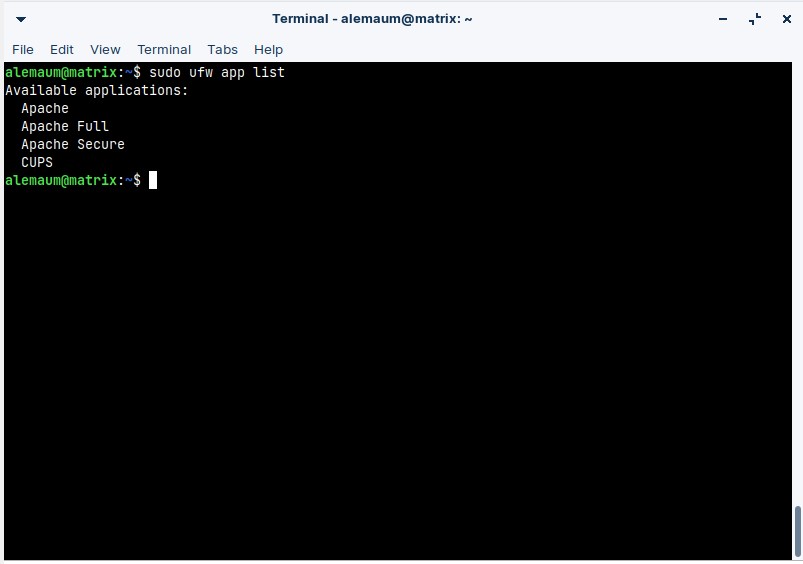 Terminal - alemaum@matrix: ~
File Edit View Terminal Tabs Help
alemaum@matrix:~$ sudo ufw app list
Available applications:
  Apache
  Apache Full
  Apache Secure
  CUPS
alemaum@matrix:~$